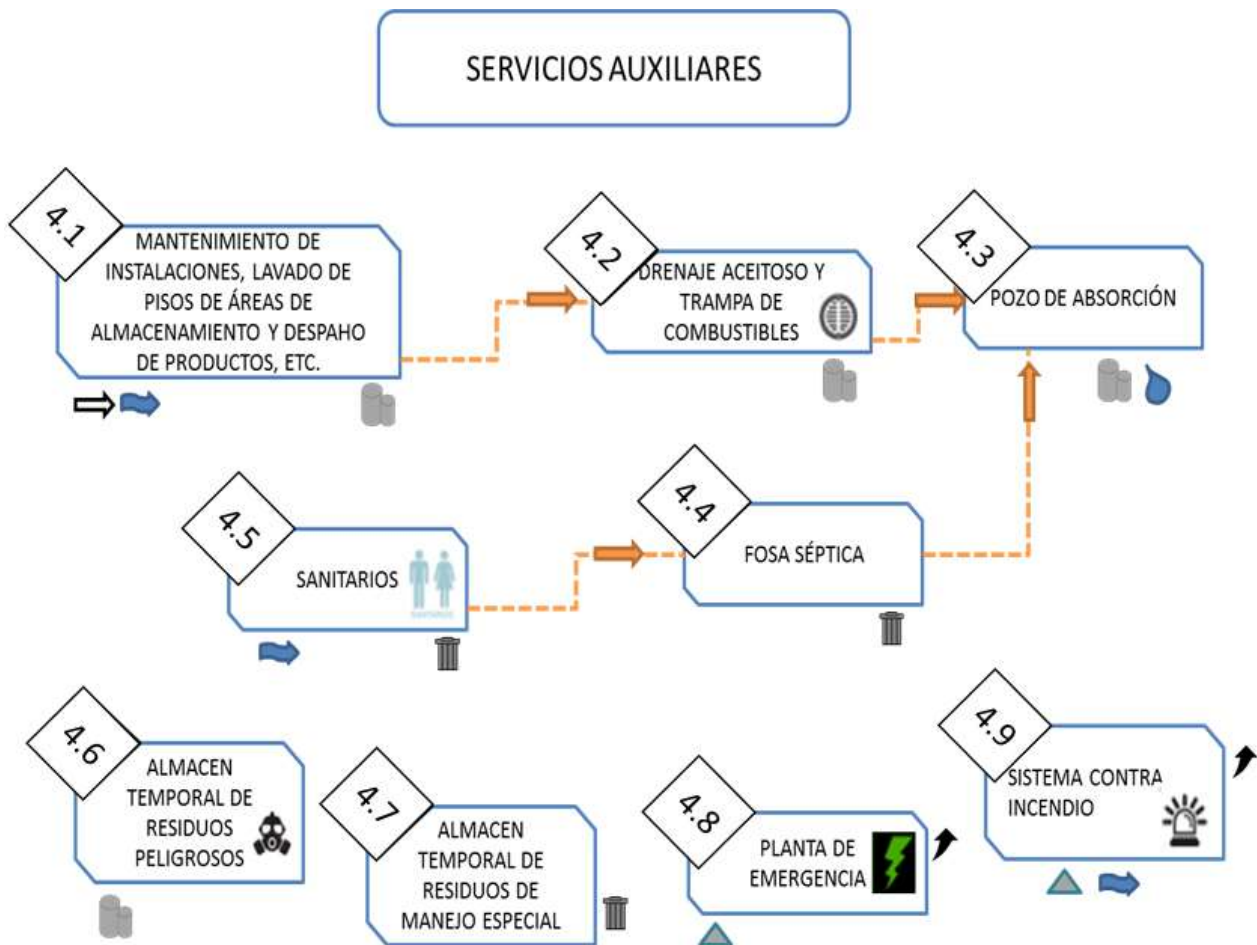 SERVICIOS AUXILIARES
4.1
MANTENIMIENTO DE
INSTALACIONES, LAVADO DE
PISOS DE ÁREAS DE
ALMACENAMIENTO Y DESPAHO
DE PRODUCTOS, ETC.
4.2
DRENAJE ACEITOSO Y
TRAMPA DE
COMBUSTIBLES
4.3
POZO DE ABSORCIÓN
4.5
SANITARIOS
4.4
FOSA SÉPTICA
4.6
ALMACEN
TEMPORAL DE
RESIDUOS
PELIGROSOS
4.7
ALMACEN
TEMPORAL DE
RESIDUOS DE
MANEJO ESPECIAL
4.8
PLANTA DE
EMERGENCIA
4.9
SISTEMA CONTRA
INCENDIO